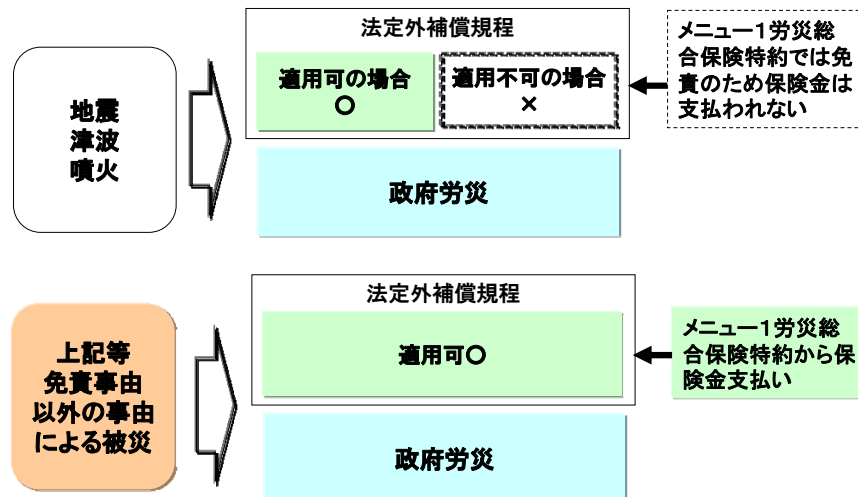 法定外補償規程
地震
津波
噴火
適用可の場合
○
適用不可の場合
×
メニュー1労災総
合保険特約では免
責のため保険金は
支払われない
政府労災
上記等
免責事由
以外の事由
による被災
法定外補償規程
適用可○
メニュー1労災総
合保険特約から保
険金支払い
政府労災